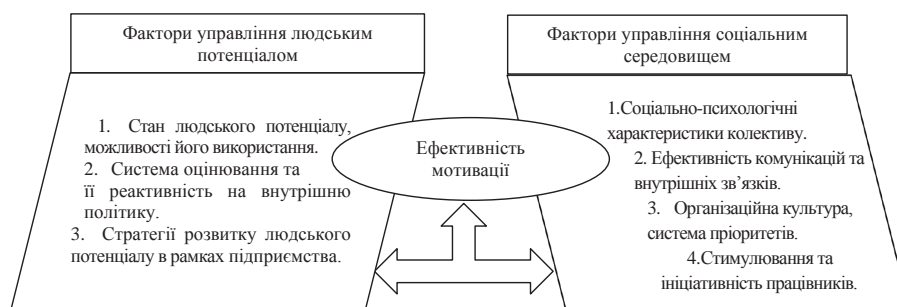 Фактори управління людським
потенціалом
1. Стан людського потенціалу,
можливості його використання.
2. Система оцінювання та
її реактивність на внутрішню
політику.
3. Стратегії розвитку людського
потенціалу в рамках підприємства.
Ефективність
мотивації
Фактори управління соціальним
середовищем
1.Соціально-психологічні
характеристики колективу.
2. Ефективність комунікацій та
внутрішніх зв’язків.
3. Організаційна культура,
система пріоритетів.
4.Стимулювання та
ініціативність працівників.